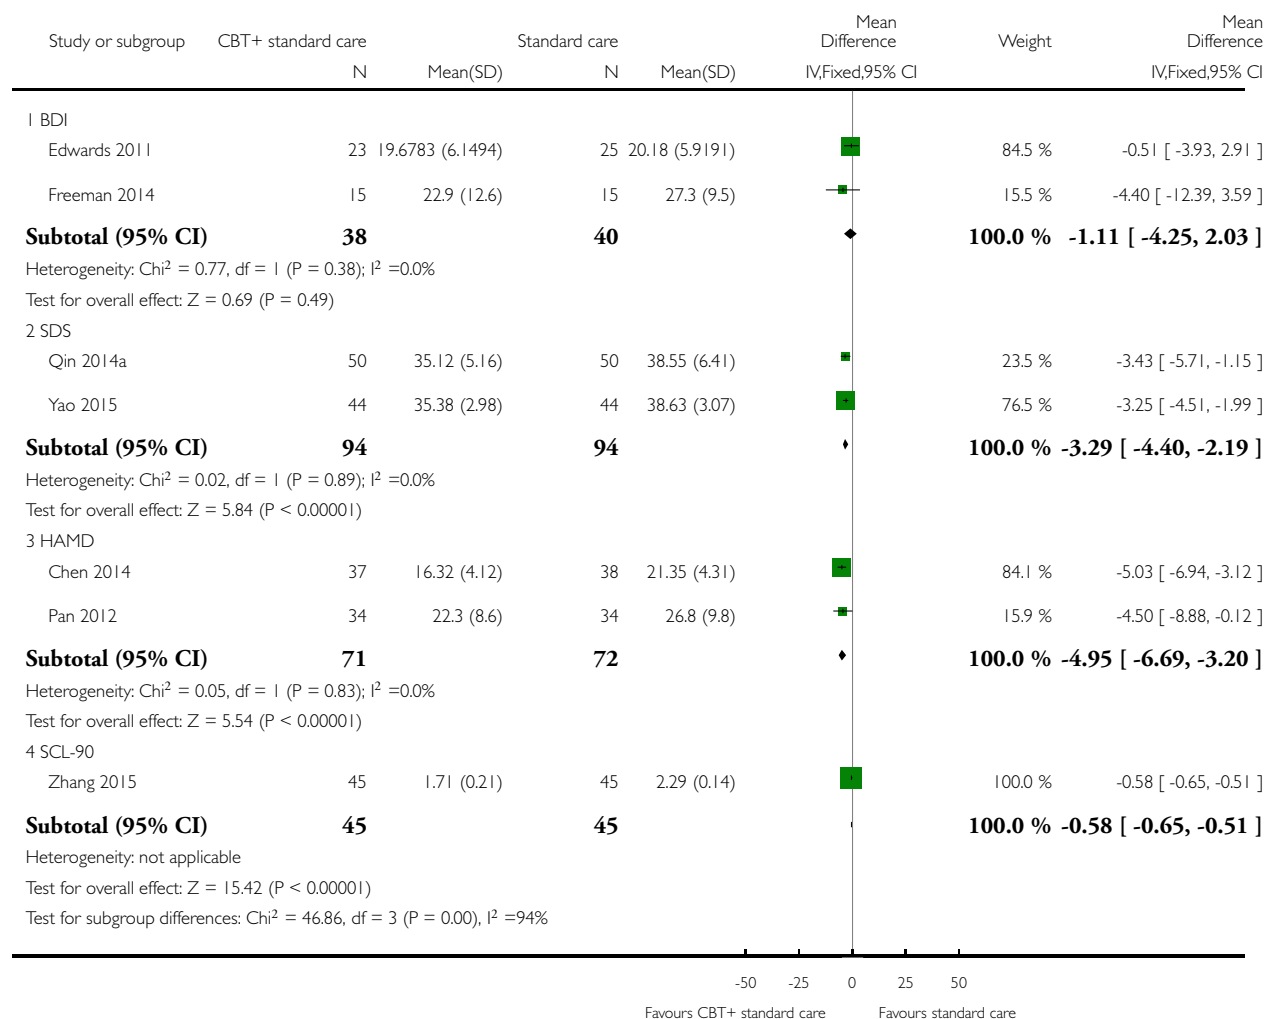 Study or subgroup CBT+ standard care Standard care Mean Difference Weight Mean Difference
N Mean(SD) N Mean(SD) IV,Fixed,95% CI IV,Fixed,95% CI
1 BDI
Edwards 2011 23 19.6783 (6.1494) 25 20.18 (5.9191) 84.5 % -0.51 [ -3.93, 2.91 ]
Freeman 2014 15 22.9 (12.6) 15 27.3 (9.5) 15.5 % -4.40 [ -12.39, 3.59 ]
Subtotal (95% CI) 38 40 100.0 % -1.11 [ -4.25, 2.03 ]
Heterogeneity: Chi² = 0.77, df = 1 (P = 0.38); I² =0.0%
Test for overall effect: Z = 0.69 (P = 0.49)
2 SDS
Qin 2014a 50 35.12 (5.16) 50 38.55 (6.41) 23.5 % -3.43 [ -5.71, -1.15 ]
Yao 2015 44 35.38 (2.98) 44 38.63 (3.07) 76.5 % -3.25 [ -4.51, -1.99 ]
Subtotal (95% CI) 94 94 100.0 % -3.29 [ -4.40, -2.19 ]
Heterogeneity: Chi² = 0.02, df = 1 (P = 0.89); I² =0.0%
Test for overall effect: Z = 5.84 (P < 0.00001)
3 HAMD
Chen 2014 37 16.32 (4.12) 38 21.35 (4.31) 84.1 % -5.03 [ -6.94, -3.12 ]
Pan 2012 34 22.3 (8.6) 34 26.8 (9.8) 15.9 % -4.50 [ -8.88, -0.12 ]
Subtotal (95% CI) 71 72 100.0 % -4.95 [ -6.69, -3.20 ]
Heterogeneity: Chi² = 0.05, df = 1 (P = 0.83); I² =0.0%
Test for overall effect: Z = 5.54 (P < 0.00001)
4 SCL-90
Zhang 2015 45 1.71 (0.21) 45 2.29 (0.14) 100.0 % -0.58 [ -0.65, -0.51 ]
Subtotal (95% CI) 45 45 100.0 % -0.58 [ -0.65, -0.51 ]
Heterogeneity: not applicable
Test for overall effect: Z = 15.42 (P < 0.00001)
Test for subgroup differences: Chi² = 46.86, df = 3 (P = 0.00), I² =94%
-50 -25 0 25 50
Favours CBT+ standard care Favours standard care